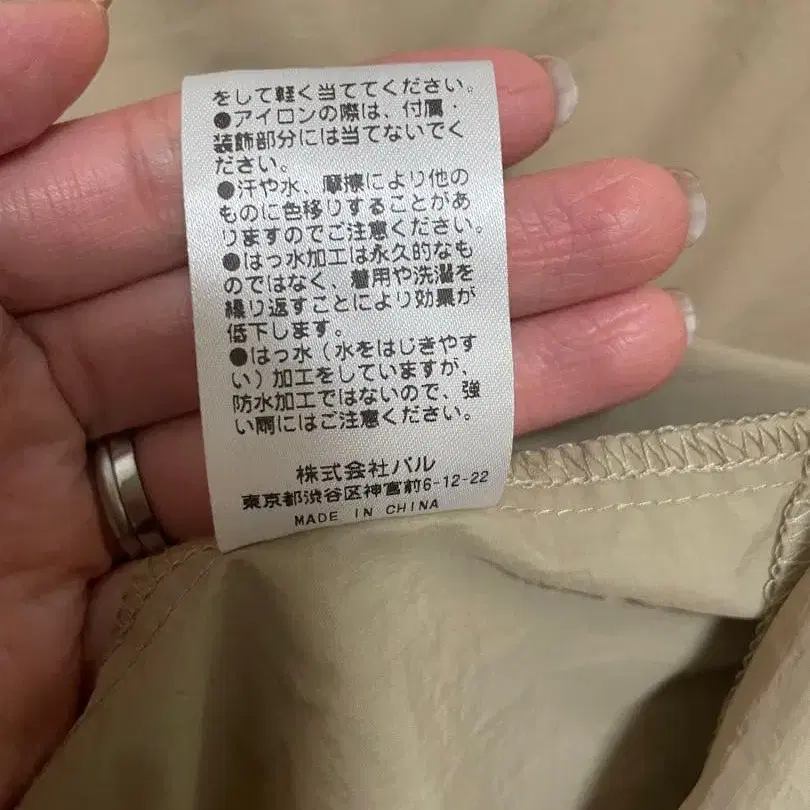 をして軽く当ててください。
●アイロンの際は、付属・
装飾部分には当てないでく
ださい。
●汗や水、摩擦により他の
ものに色移りすることがあ
りますのでご注意ください。
●はっ水加工は永久的なも
のではなく、着用や洗濯を
繰り返すことにより効果が
低下します。
●はっ水（水をはじきやす
い）加工をしていますが、
防水加工ではないので、強
い雨にはご注意ください。
株式会社パル
東京都渋谷区神宮前6-12-22
MADE IN CHINA